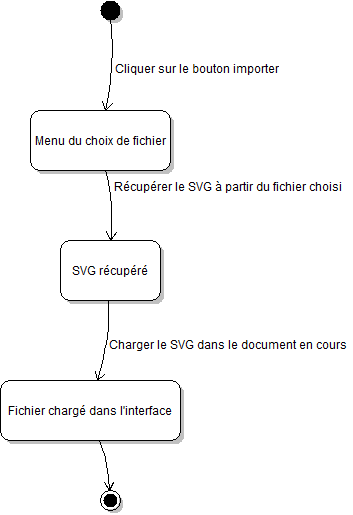 Cliquer sur le bouton importer
Menu du choix de fichier
Récupérer le SVG à partir du fichier choisi
SVG récupéré
Charger le SVG dans le document en cours
Fichier chargé dans l'interface